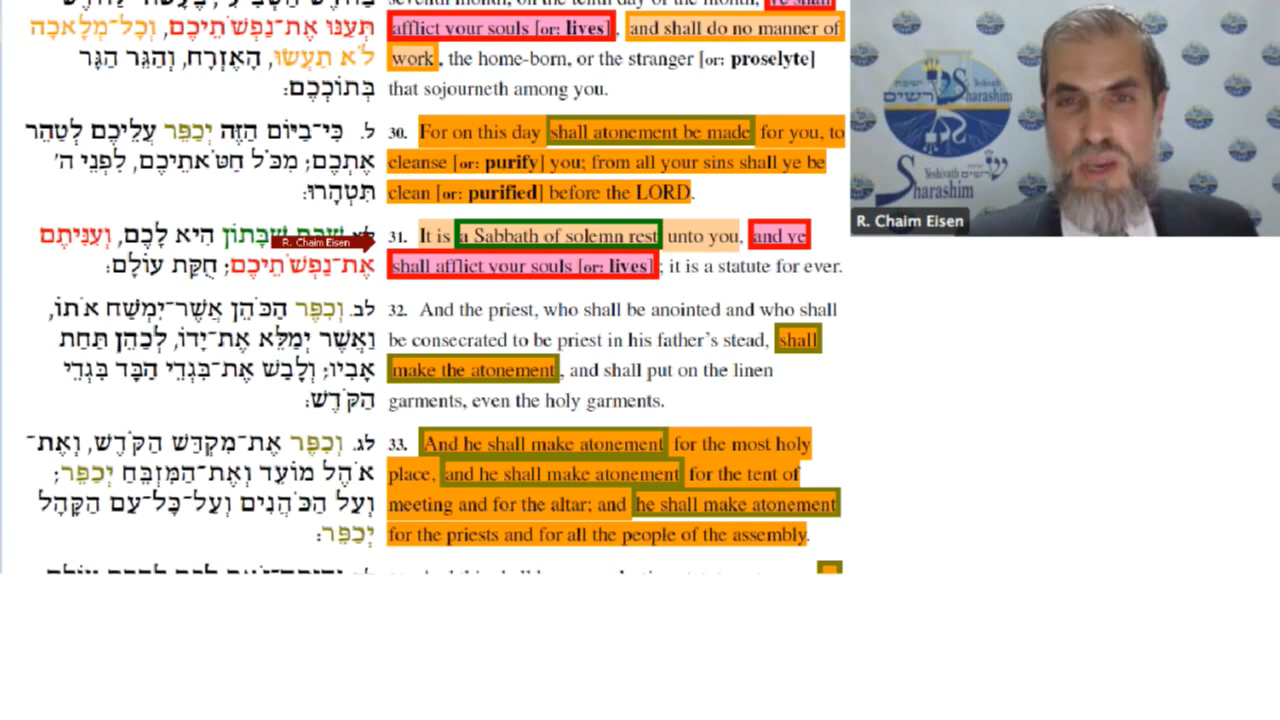 תְּעַנּוּ אֶת־נַפְשֹׁתֵיכֶם, וְכָל־מְלָאכָה
לֹא תַעֲשׂוּ, הָאֶזְרָח, וְהַגֵּר הַגָּר
בְּתוֹכְכֶם:
afflict your souls [or: lives], and shall do no manner of
work, the home-born, or the stranger [or: proselyte]
that sojourneth among you.
ל. כִּי־בַיּוֹם הַזֶּה יְכַפֵּר עֲלֵיכֶם לְטַהֵר
אֶתְכֶם; מִכֹּל חַטֹּאתֵיכֶם, לִפְנֵי ה'
תִּטְהָרוּ:
30. For on this day shall atonement be made for you, to
cleanse [or: purify] you; from all your sins shall ye be
clean [or: purified] before the LORD.
שַׁבָּתוֹן הִיא לָכֶם, וְעִנִּיתֶם
אֶת־נַפְשֹׁתֵיכֶם; חֻקַּת עוֹלָם:
R. Chaim Eisen
31. It is a Sabbath of solemn rest unto you, and ye
shall afflict your souls [or: lives]; it is a statute for ever.
לב. וְכִפֶּר הַכֹּהֵן אֲשֶׁר־יִמְשַׁח אֹתוֹ,
וַאֲשֶׁר יְמַלֵּא אֶת־יָדוֹ, לְכַהֵן תַּחַת
אָבִיו; וְלָבַשׁ אֶת־בִּגְדֵי הַבָּד בִּגְדֵי
הַקֹּדֶשׁ:
32. And the priest, who shall be anointed and who shall
be consecrated to be priest in his father's stead, shall
make the atonement, and shall put on the linen
garments, even the holy garments.
לג. וְכִפֶּר אֶת־מִקְדַּשׁ הַקֹּדֶשׁ, וְאֶת־
אֹהֶל מוֹעֵד וְאֶת־הַמִּזְבֵּחַ יְכַפֵּר;
וְעַל הַכֹּהֲנִים וְעַל־כָּל־עַם הַקָּהָל
יְכַפֵּר:
33. And he shall make atonement for the most holy
place, and he shall make atonement for the tent of
meeting and for the altar; and he shall make atonement
for the priests and for all the people of the assembly.
ישיבת שרשים
Sharashim
Yeshivath שרשים
Sharashim
R. Chaim Eisen